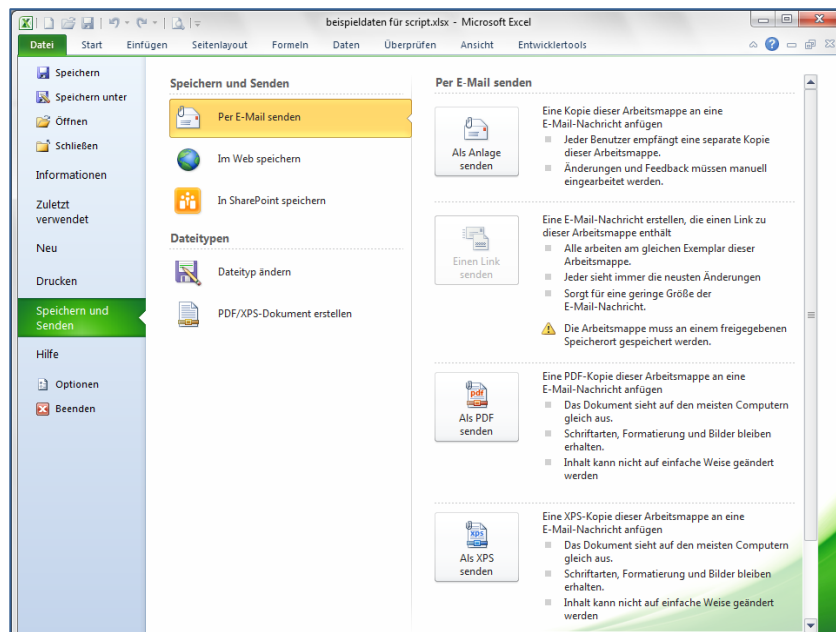 beispieldaten für script.xlsx - Microsoft Excel
Datei Start Einfügen Seitenlayout Formeln Daten Überprüfen Ansicht Entwicklertools
Speichern
Speichern unter
Öffnen
Schließen
Informationen
Zuletzt
verwendet
Neu
Drucken
Speichern und
Senden
Hilfe
Optionen
Beenden
Speichern und Senden
Per E-Mail senden
Im Web speichern
In SharePoint speichern
Dateitypen
Dateityp ändern
PDF/XPS-Dokument erstellen
Per E-Mail senden
Als Anlage
senden
Eine Kopie dieser Arbeitsmappe an eine
E-Mail-Nachricht anfügen
Jeder Benutzer empfängt eine separate Kopie
dieser Arbeitsmappe.
Änderungen und Feedback müssen manuell
eingearbeitet werden.
Einen Link
senden
Eine E-Mail-Nachricht erstellen, die einen Link zu
dieser Arbeitsmappe enthält
Alle arbeiten am gleichen Exemplar dieser
Arbeitsmappe.
Jeder sieht immer die neusten Änderungen
Sorgt für eine geringe Größe der
E-Mail-Nachricht.
Die Arbeitsmappe muss an einem freigegebenen
Speicherort gespeichert werden.
pdf
Als PDF
senden
Eine PDF-Kopie dieser Arbeitsmappe an eine
E-Mail-Nachricht anfügen
Das Dokument sieht auf den meisten Computern
gleich aus.
Schriftarten, Formatierung und Bilder bleiben
erhalten.
Inhalt kann nicht auf einfache Weise geändert
werden
xps
Als XPS
senden
Eine XPS-Kopie dieser Arbeitsmappe an eine
E-Mail-Nachricht anfügen
Das Dokument sieht auf den meisten Computern
gleich aus.
Schriftarten, Formatierung und Bilder bleiben
erhalten.
Inhalt kann nicht auf einfache Weise geändert
werden